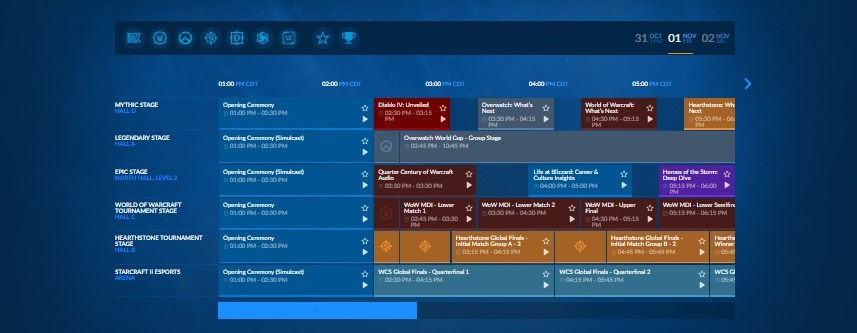 31 OCT THU 01 NOV FRI 02 NOV SAT
01:00 PM CDT 02:00 PM CDT 03:00 PM CDT 04:00 PM CDT 05:00 PM CDT
MYTHIC STAGE
HALL D
Opening Ceremony
01:00 PM - 02:30 PM
Diablo IV: Unveiled
02:30 PM - 03:15
PM
Overwatch: What's
Next
03:30 PM - 04:15
PM
World of Warcraft:
What's Next
04:30 PM - 05:15
PM
Hearthstone: Wh
Next
05:30 PM - 06:
PM
LEGENDARY STAGE
HALL A
Opening Ceremony (Simulcast)
01:00 PM - 02:30 PM
Overwatch World Cup - Group Stage
02:45 PM - 10:45 PM
EPIC STAGE
NORTH HALL, LEVEL 2
Opening Ceremony (Simulcast)
01:00 PM - 02:30 PM
Quarter Century of Warcraft
Audio
02:30 PM - 03:30 PM
Life at Blizzard: Career &
Culture Insights
04:00 PM - 05:00 PM
Heroes of the Storm:
Deep Dive
05:15 PM - 06:00
PM
WORLD OF WARCRAFT
TOURNAMENT STAGE
HALL C
Opening Ceremony (Simulcast)
01:00 PM - 02:30 PM
WoW MDI - Lower
Match 1
02:45 PM - 03:30
PM
WoW MDI - Lower Match 2
03:30 PM - 04:30 PM
WoW MDI - Upper
Final
04:30 PM - 05:15
PM
WoW MDI - Lower Semifin
05:15 PM - 06:15 PM
HEARTHSTONE TOURNAMENT
STAGE
HALL B
Opening Ceremony (Simulcast)
01:00 PM - 02:30 PM
Hearthstone Global Finals -
Initial Match Group A - 2
03:15 PM - 04:15 PM
Hearthstone Global Finals -
Initial Match Group B - 2
04:45 PM - 05:45 PM
Hearths
Winner
05:45
STARCRAFT II ESPORTS
ARENA
Opening Ceremony (Simulcast)
01:00 PM - 02:30 PM
WCS Global Finals - Quarterfinal 1
02:30 PM - 04:15 PM
WCS Global Finals - Quarterfinal 2
04:15 PM - 05:45 PM
WCS G
05:45